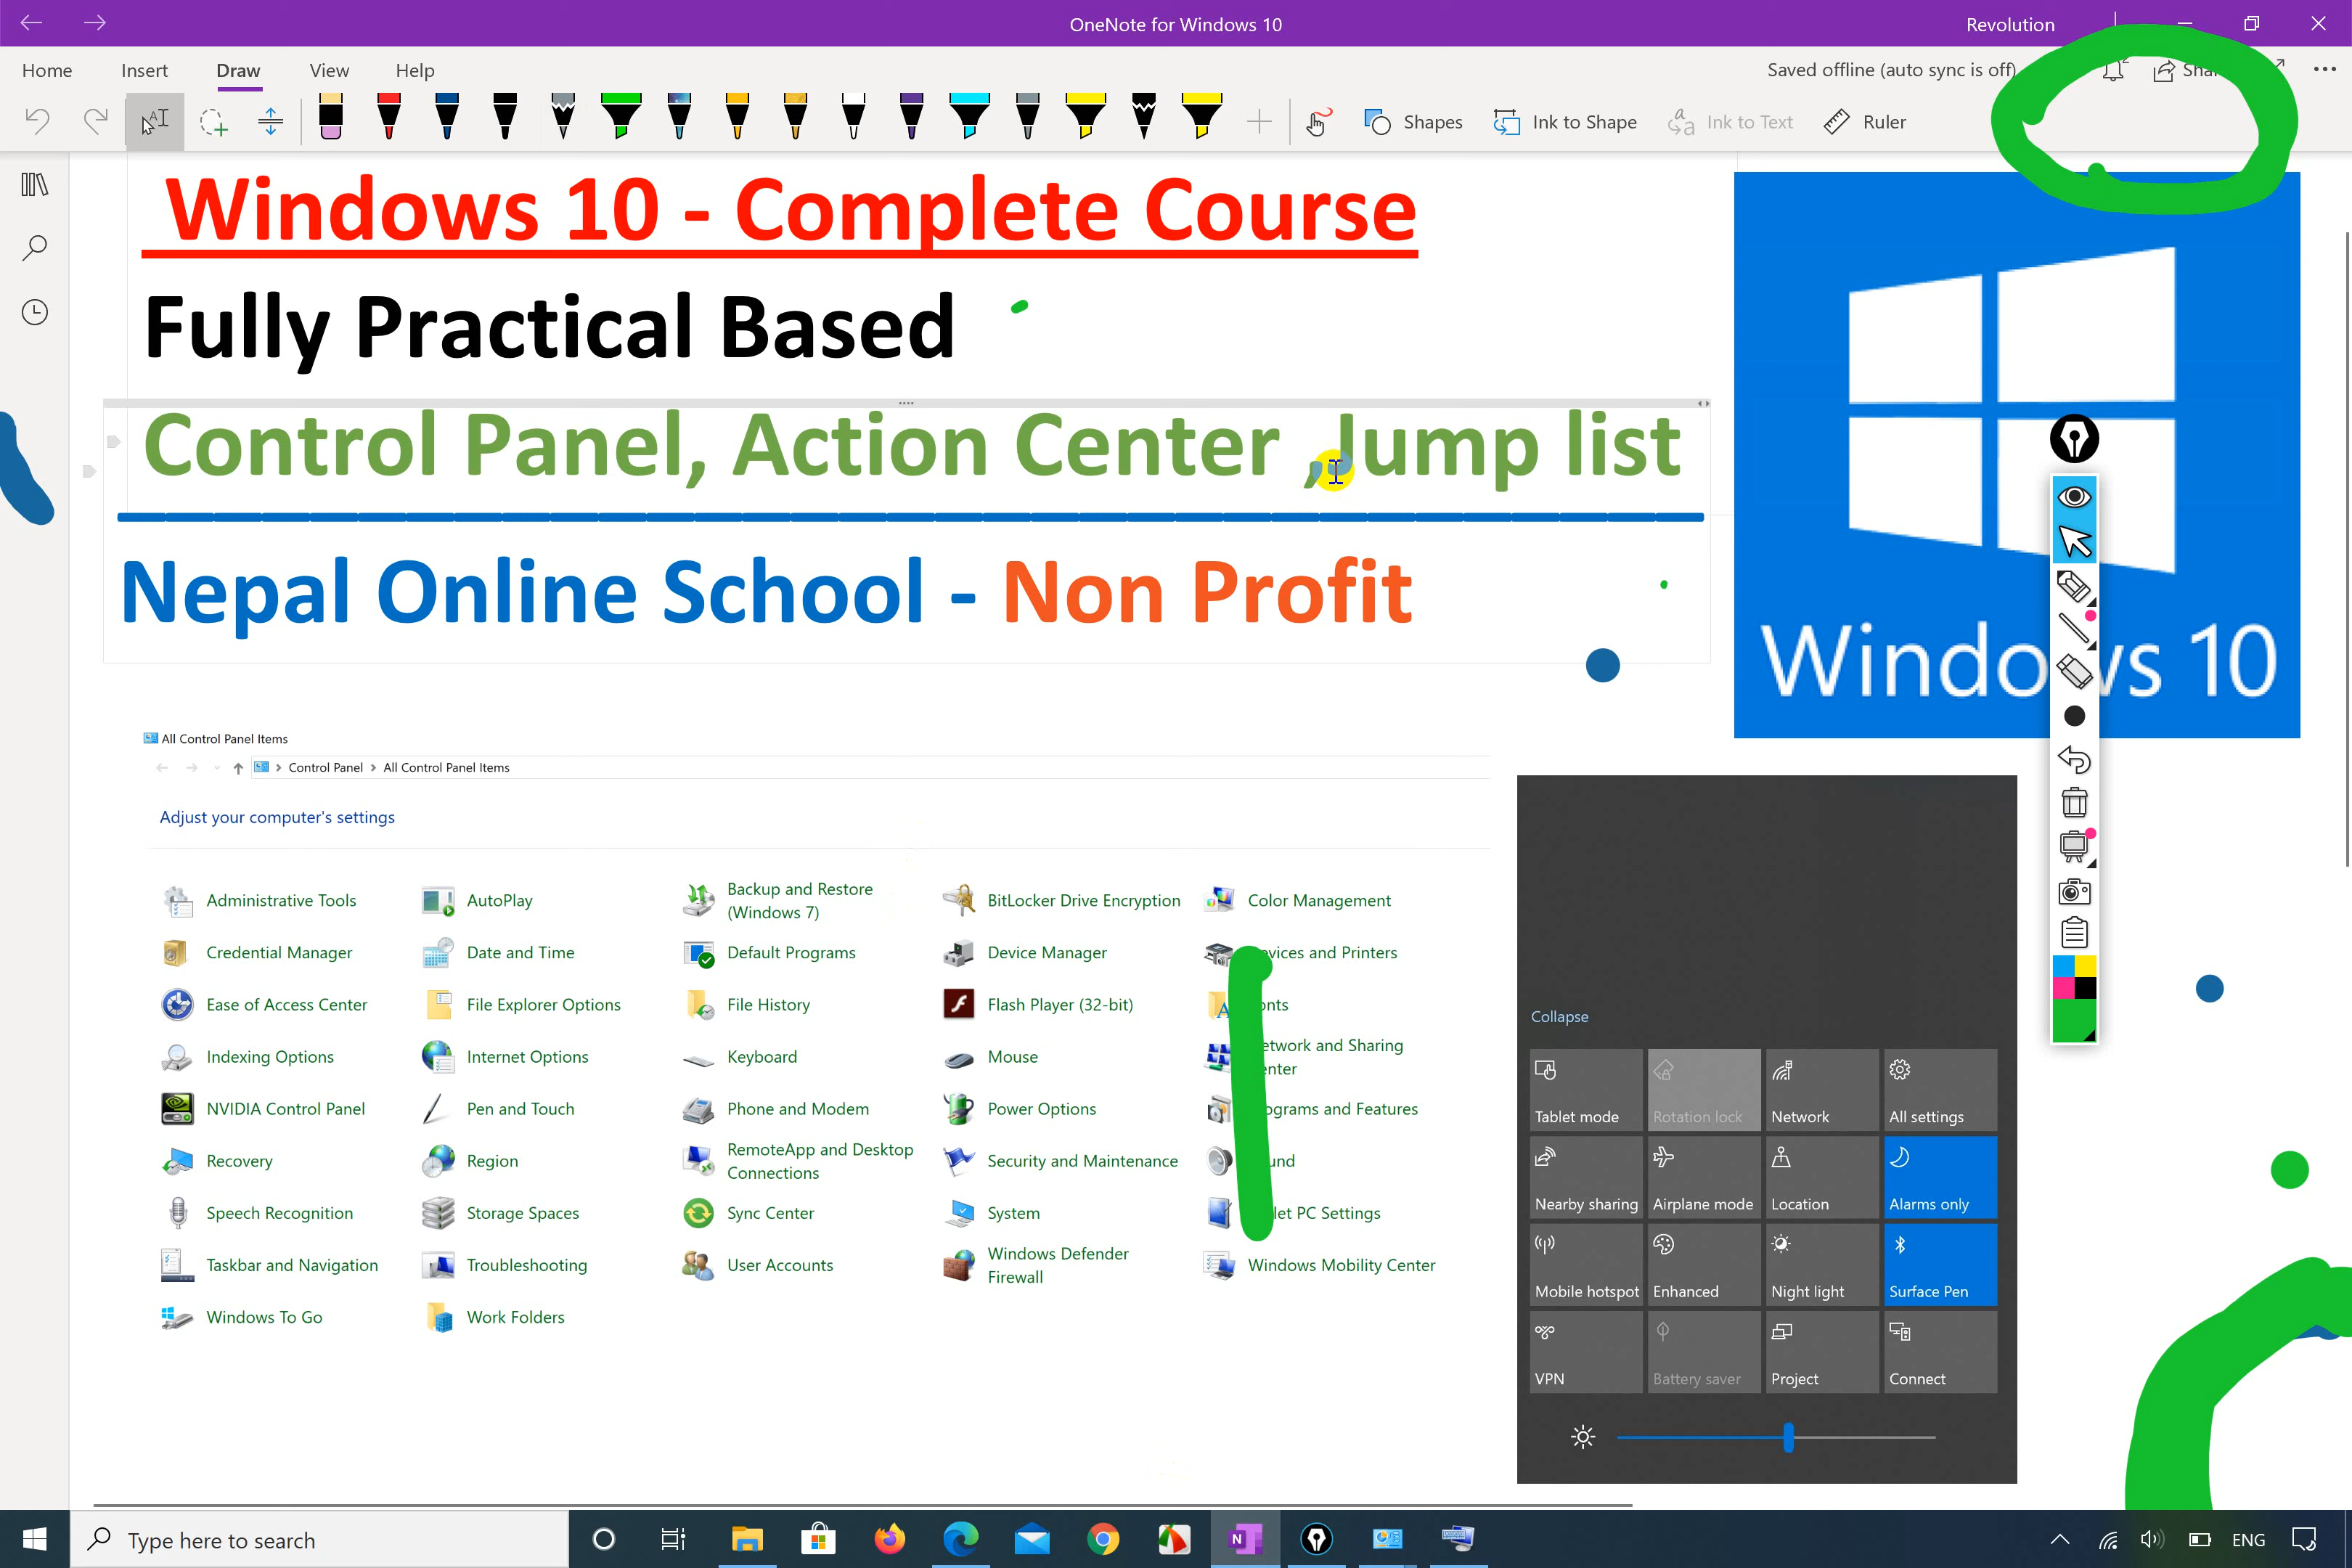 OneNote for Windows 10
Revolution
Home Insert Draw View Help
Saved offline (auto sync is off)
Shapes Ink to Shape Ink to Text Ruler
Windows 10 - Complete Course
Fully Practical Based
Control Panel, Action Center ,Jump list
Nepal Online School - Non Profit
Windows 10
All Control Panel Items
Control Panel > All Control Panel Items
Adjust your computer's settings
Administrative Tools
AutoPlay
Backup and Restore
(Windows 7)
BitLocker Drive Encryption
Color Management
Credential Manager
Date and Time
Default Programs
Device Manager
and Printers
Ease of Access Center
File Explorer Options
File History
Flash Player (32-bit)
Indexing Options
Internet Options
Keyboard
Mouse
and Sharing
NVIDIA Control Panel
Pen and Touch
Phone and Modem
Power Options
and Features
Recovery
Region
RemoteApp and Desktop
Connections
Security and Maintenance
Speech Recognition
Storage Spaces
Sync Center
System
PC Settings
Taskbar and Navigation
Troubleshooting
User Accounts
Windows Defender
Firewall
Windows Mobility Center
Windows To Go
Work Folders
Collapse
Tablet mode
Rotation lock
Network
All settings
Nearby sharing
Airplane mode
Location
Alarms only
Mobile hotspot
Enhanced
Night light
Surface Pen
VPN
Battery saver
Project
Connect
Type here to search
ENG